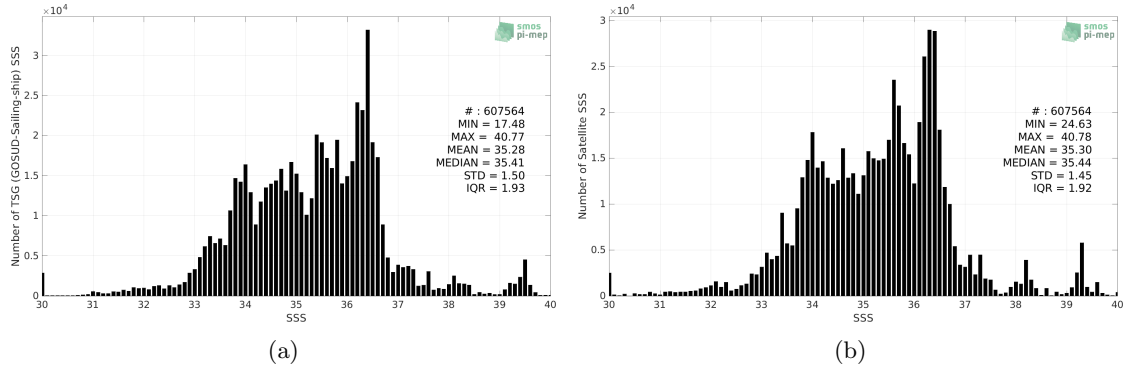 ×10⁴
3
2.5
2
1.5
1
0.5
0
Number of TSG (GOSUD-Sailing-ship) SSS
smos
pi-mep
# : 607564
MIN = 17.48
MAX = 40.77
MEAN = 35.28
MEDIAN = 35.41
STD = 1.50
IQR = 1.93
30 31 32 33 34 35 36 37 38 39 40
SSS
(a)
×10⁴
3
2.5
2
1.5
1
0.5
0
Number of Satellite SSS
smos
pi-mep
# : 607564
MIN = 24.63
MAX = 40.78
MEAN = 35.30
MEDIAN = 35.44
STD = 1.45
IQR = 1.92
30 31 32 33 34 35 36 37 38 39 40
SSS
(b)